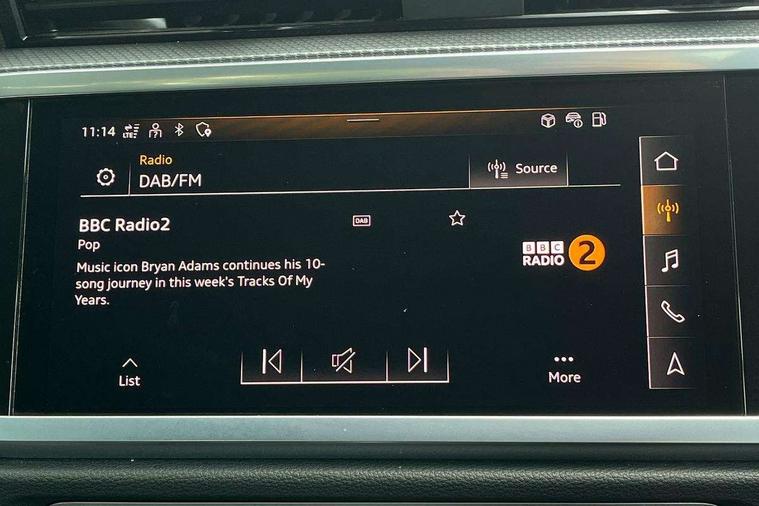 11:14 LTE
Radio
DAB/FM
Source
BBC Radio2
DAB
Pop
BBC
RADIO 2
Music icon Bryan Adams continues his 10-
song journey in this week's Tracks Of My
Years.
List
More